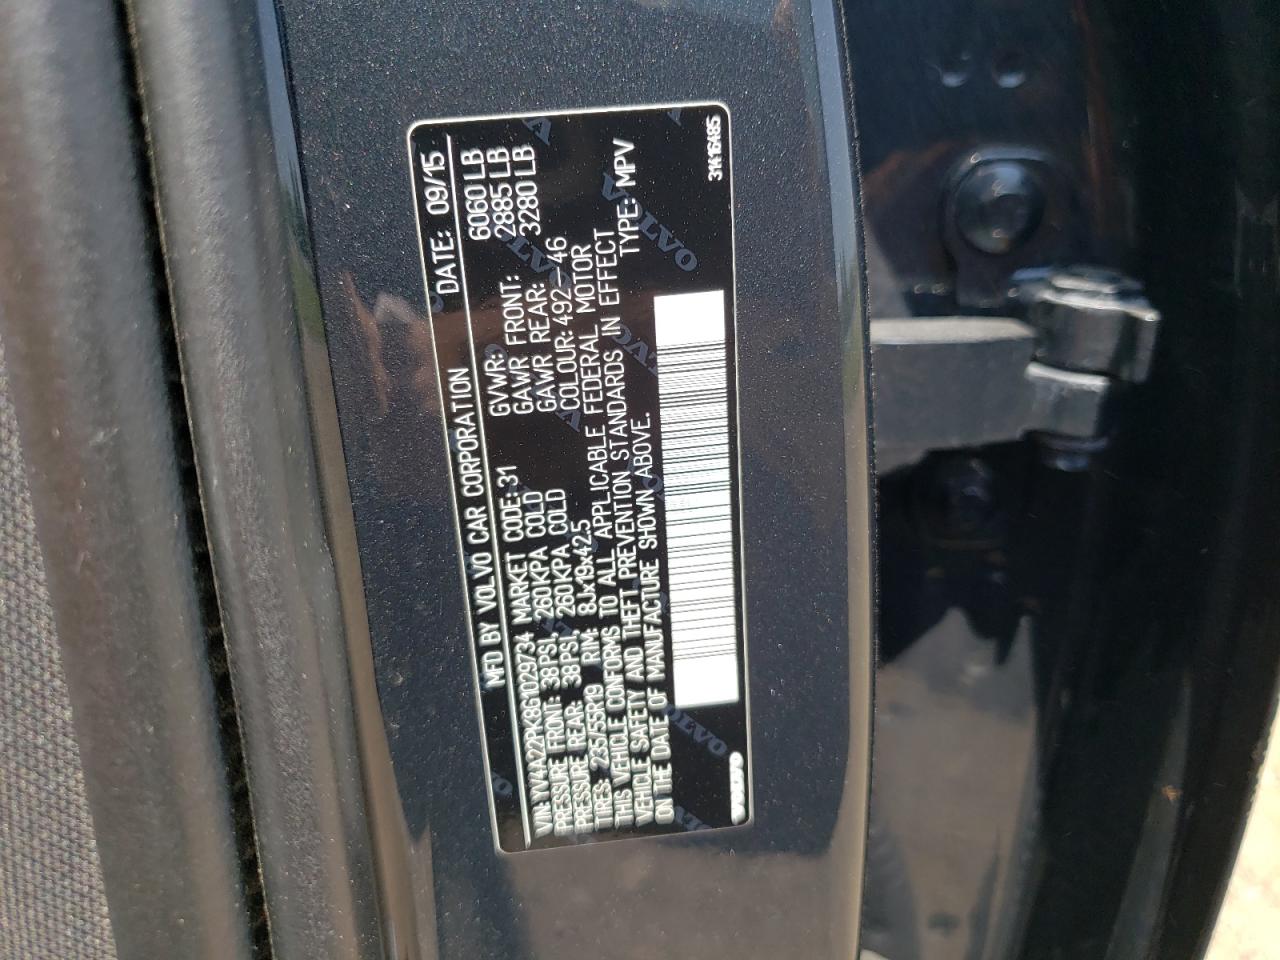 MFD BY VOLVO CAR CORPORATION DATE: 09/15
VIN: YV4A22PK8G1029734 MARKET CODE: 31 GVWR: 6060 LB
PRESSURE FRONT: 38PSI, 260KPA COLD GAWR FRONT: 2885 LB
PRESSURE REAR: 38PSI, 260KPA COLD GAWR REAR: 3280 LB
TIRES: 235/55R19 RIM: 8Jx19x42.5 COLOUR: 492- 46
THIS VEHICLE CONFORMS TO ALL APPLICABLE FEDERAL MOTOR
VEHICLE SAFETY AND THEFT PREVENTION STANDARDS IN EFFECT
ON THE DATE OF MANUFACTURE SHOWN ABOVE. TYPE: MPV
VOLVO 31416485